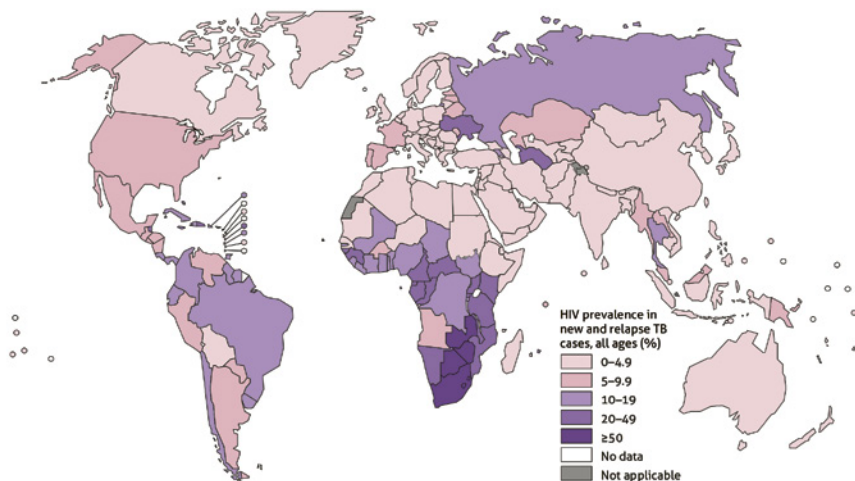 HIV prevalence in
new and relapse TB
cases, all ages (%)
0–4.9
5–9.9
10–19
20–49
≥50
No data
Not applicable